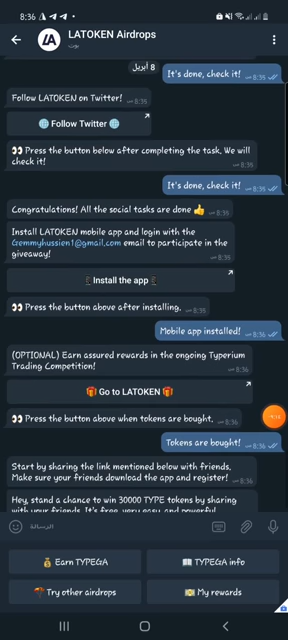 8:36
LATOKEN Airdrops
بوت
8 أبريل
It's done, check it!
8:35
Follow LATOKEN on Twitter!
8:35
🌐 Follow Twitter 🌐
👀 Press the button below after completing the task. We will
check it!
8:35
It's done, check it!
8:35
Congratulations! All the social tasks are done 👍
8:35
Install LATOKEN mobile app and login with the
Gemmyhussien1@gmail.com email to participate in the
giveaway!
8:35
Install the app
👀 Press the button above after installing.
8:35
Mobile app installed!
8:36
(OPTIONAL) Earn assured rewards in the ongoing Typerium
Trading Competition!
8:36
🎁 Go to LATOKEN 🎁
👀 Press the button above when tokens are bought.
8:36
Tokens are bought!
8:36
Start by sharing the link mentioned below with friends.
Make sure your friends download the app and register!
8:36
Hey, stand a chance to win 30000 TYPE tokens by sharing
with your friends. It's free, very easy and powerful
الرسالة
💰 Earn TYPE&A
📖 TYPE&A info
🪂 Try other airdrops
💵 My rewards